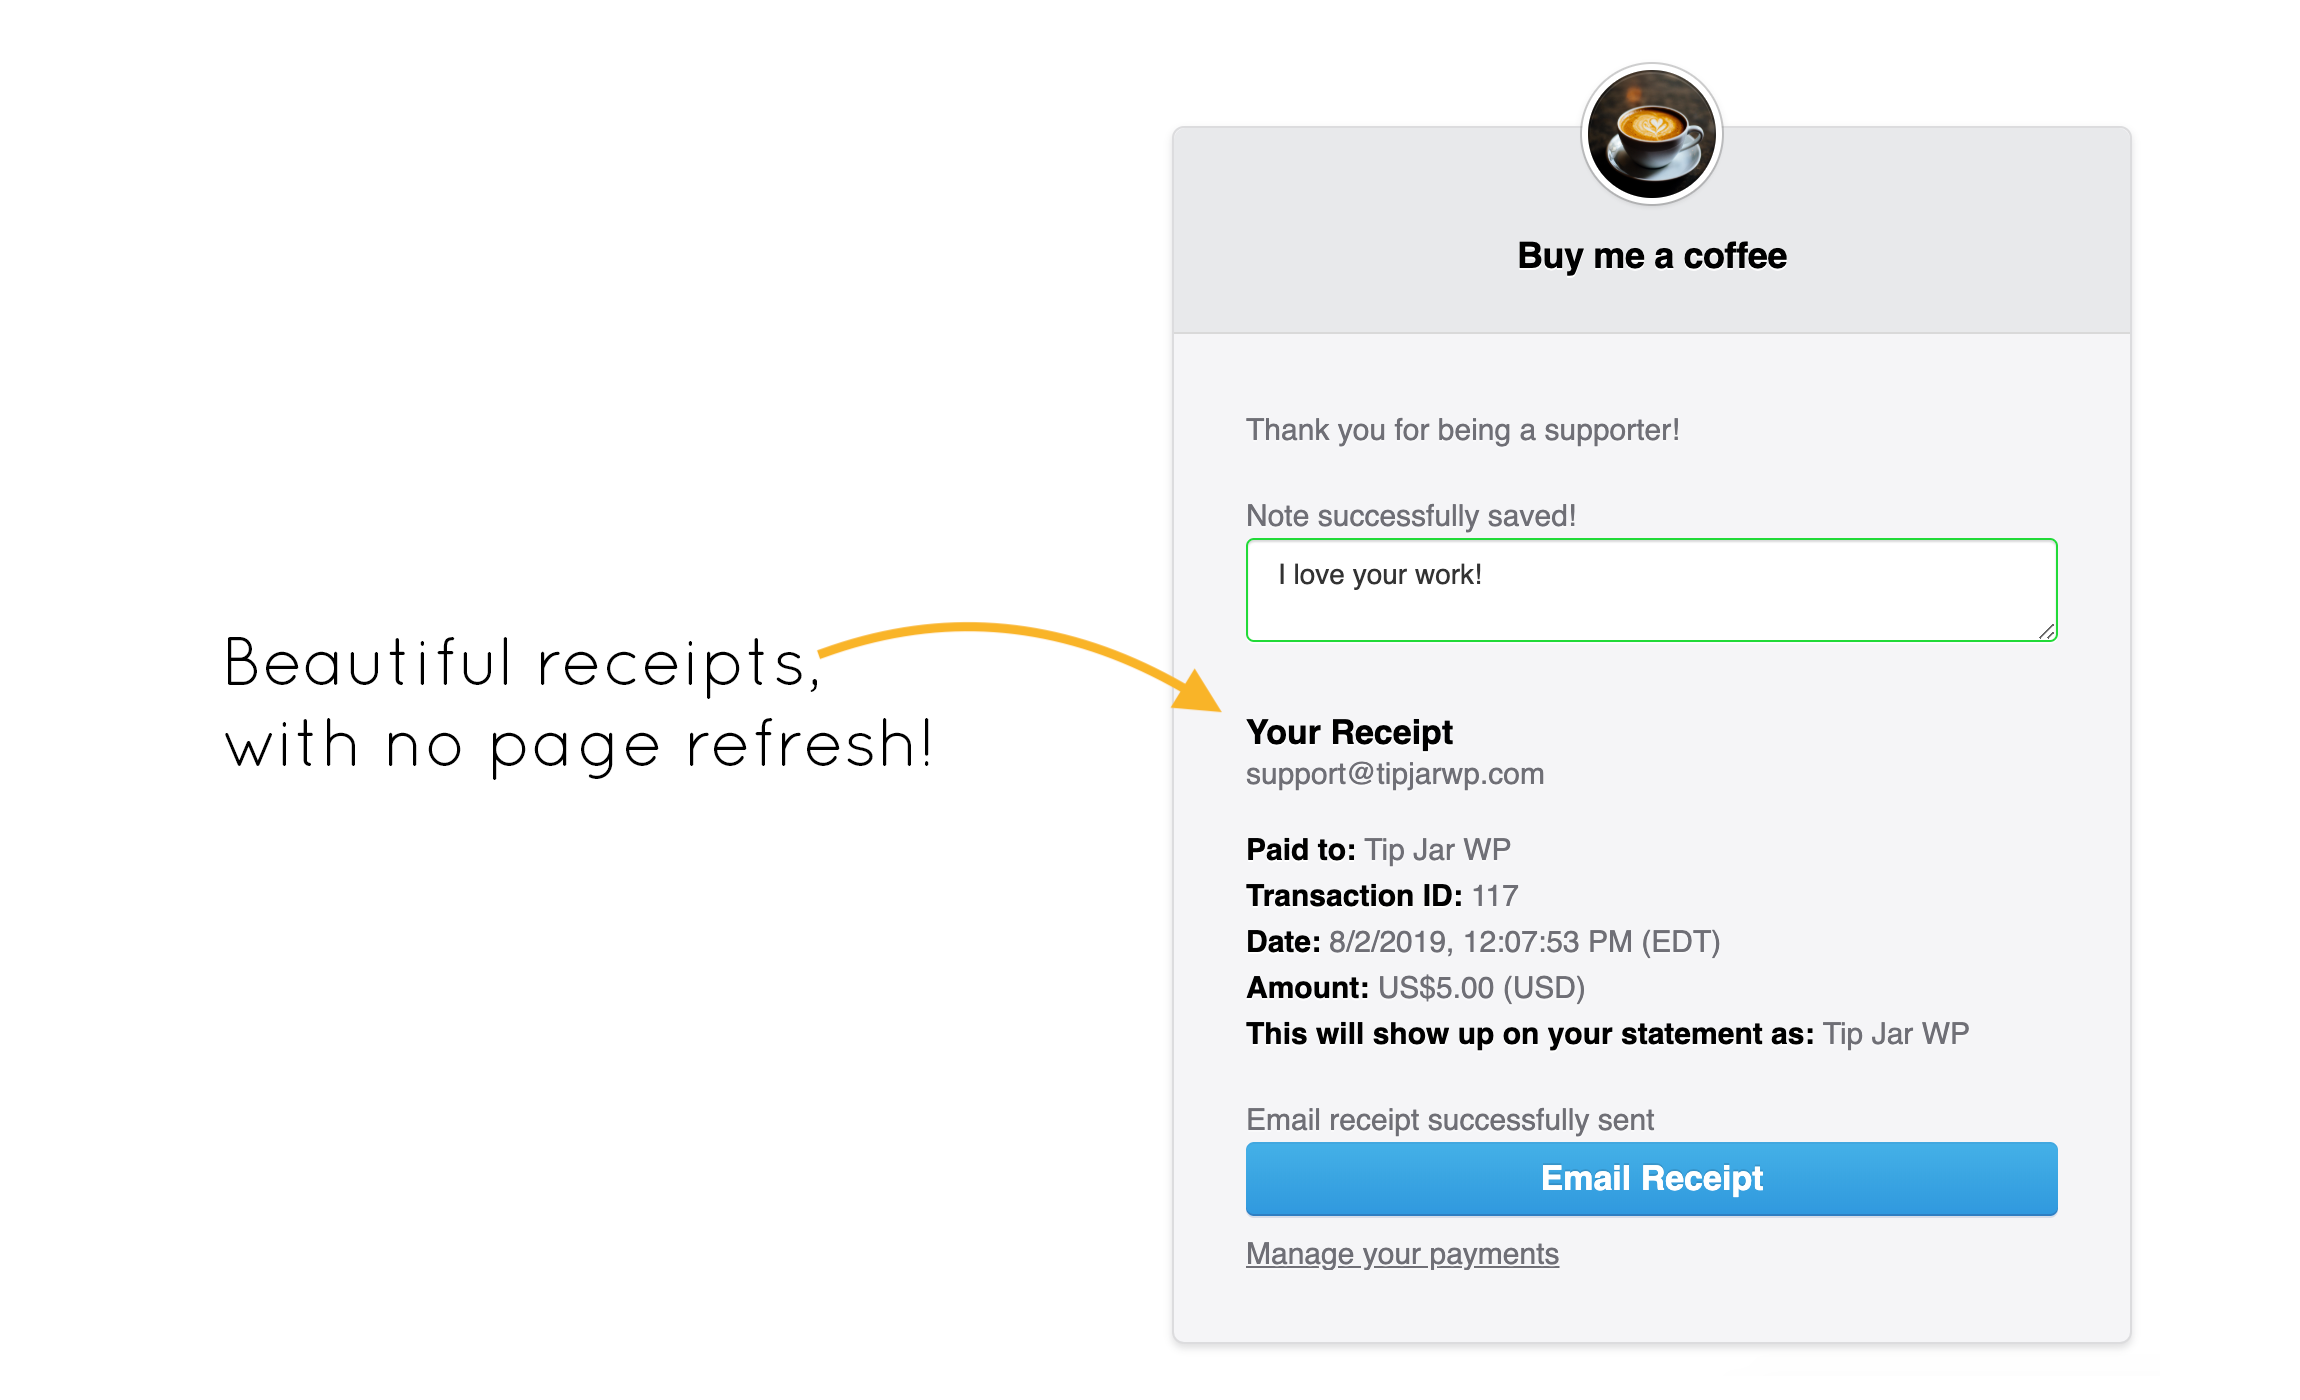 Beautiful receipts,
with no page refresh!
Buy me a coffee
Thank you for being a supporter!
Note successfully saved!
I love your work!
Your Receipt
support@tipjarwp.com
Paid to: Tip Jar WP
Transaction ID: 117
Date: 8/2/2019, 12:07:53 PM (EDT)
Amount: US$5.00 (USD)
This will show up on your statement as: Tip Jar WP
Email receipt successfully sent
Email Receipt
Manage your payments